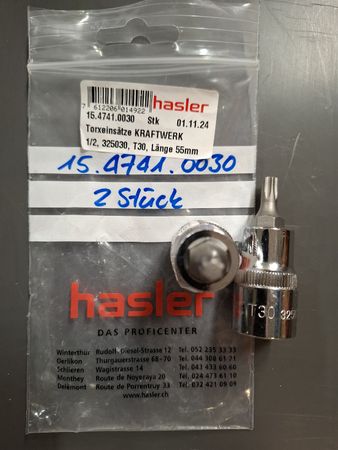 7 612206 014922
hasler
15.4741.0030 Stk 01.11.24
Torxeinsätze KRAFTWERK
1/2, 325030, T30, Länge 55mm
15.4741.0030
2 Stück
hasler
DAS PROFICENTER
Winterthur Rudolf-Diesel-Strasse 12 Tel. 052 235 33 33
Oerlikon Thurgauerstrasse 68-70 Tel. 044 308 61 21
Schlieren Wagistrasse 14 Tel. 043 433 60 60
Monthey Route de Noyeraya 20 Tel. 024 473 61 10
Delémont Route de Porrentruy 33 Tel. 032 421 09 09
www.hasler.ch
T30 325